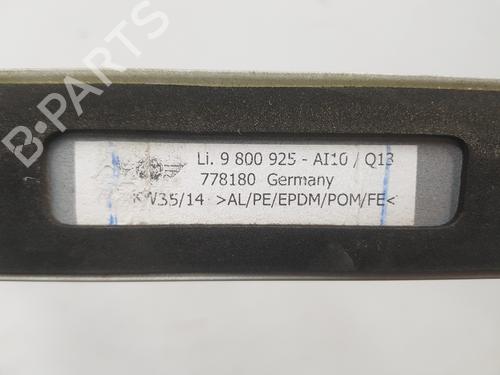 Li. 9 800 925 - AI10 / Q13
778180 Germany
KW35/14 >AL/PE/EPDM/POM/FE<
B-PARTS